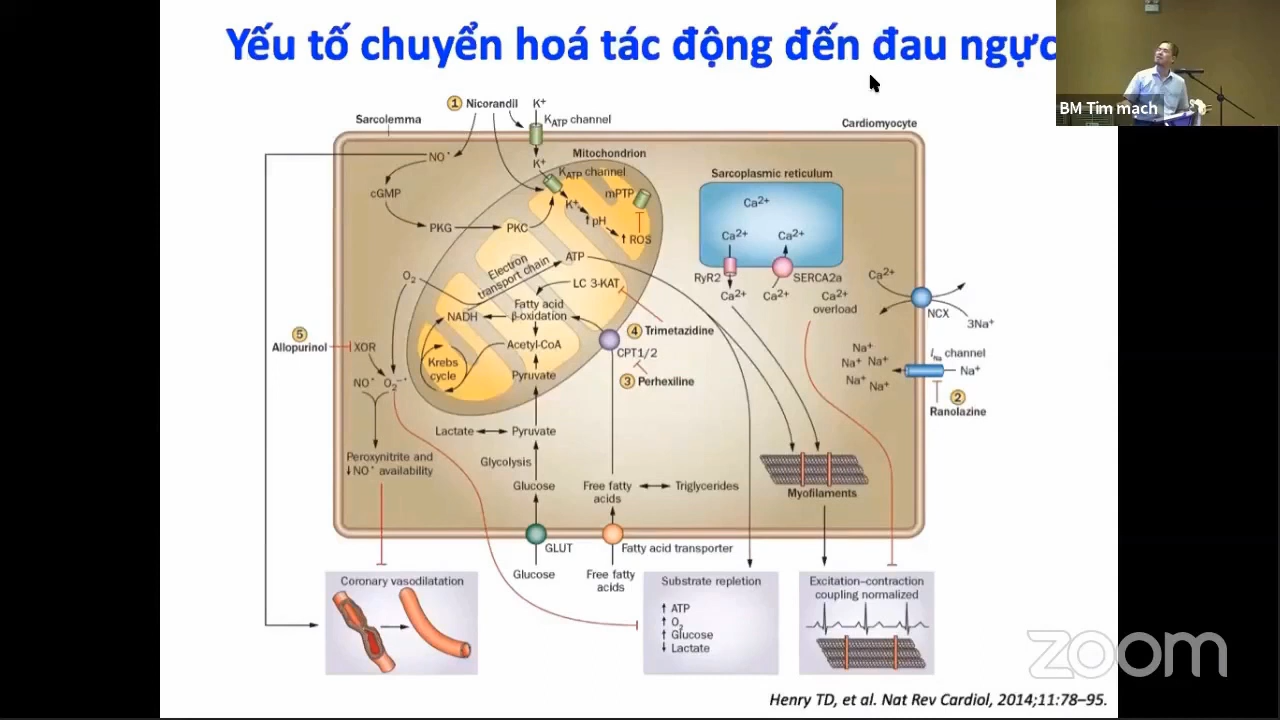 Yếu tố chuyển hoá tác động đến đau ngực
BM Tim mach
1 Nicorandil
K+
KATP channel
Sarcolemma
Cardiomyocyte
NO•
K+
Mitochondrion
KATP channel
mPTP
Sarcoplasmic reticulum
cGMP
K+
↑ pH
↑ ROS
Ca2+
PKG
PKC
Ca2+
Ca2+
O2
Electron
transport chain
ATP
LC 3-KAT
RyR2
SERCA2a
Ca2+
Ca2+
Ca2+
Ca2+
overload
NCX
3Na+
NADH
Fatty acid
β-oxidation
4 Trimetazidine
5
Allopurinol
XOR
Acetyl-CoA
CPT1/2
Krebs
cycle
Pyruvate
3 Perhexiline
NO•
O2–•
Na+
Na+ Na+
Na+ Na+
INa channel
Na+
2
Ranolazine
Lactate
Pyruvate
Peroxynitrite and
↓NO• availability
Glycolysis
Glucose
Free fatty
acids
Triglycerides
Myofilaments
GLUT
Fatty acid transporter
Glucose
Free fatty
acids
Coronary vasodilatation
Substrate repletion
↑ ATP
↑ O2
↑ Glucose
↓ Lactate
Excitation–contraction
coupling normalized
zoom
Henry TD, et al. Nat Rev Cardiol, 2014;11:78–95.